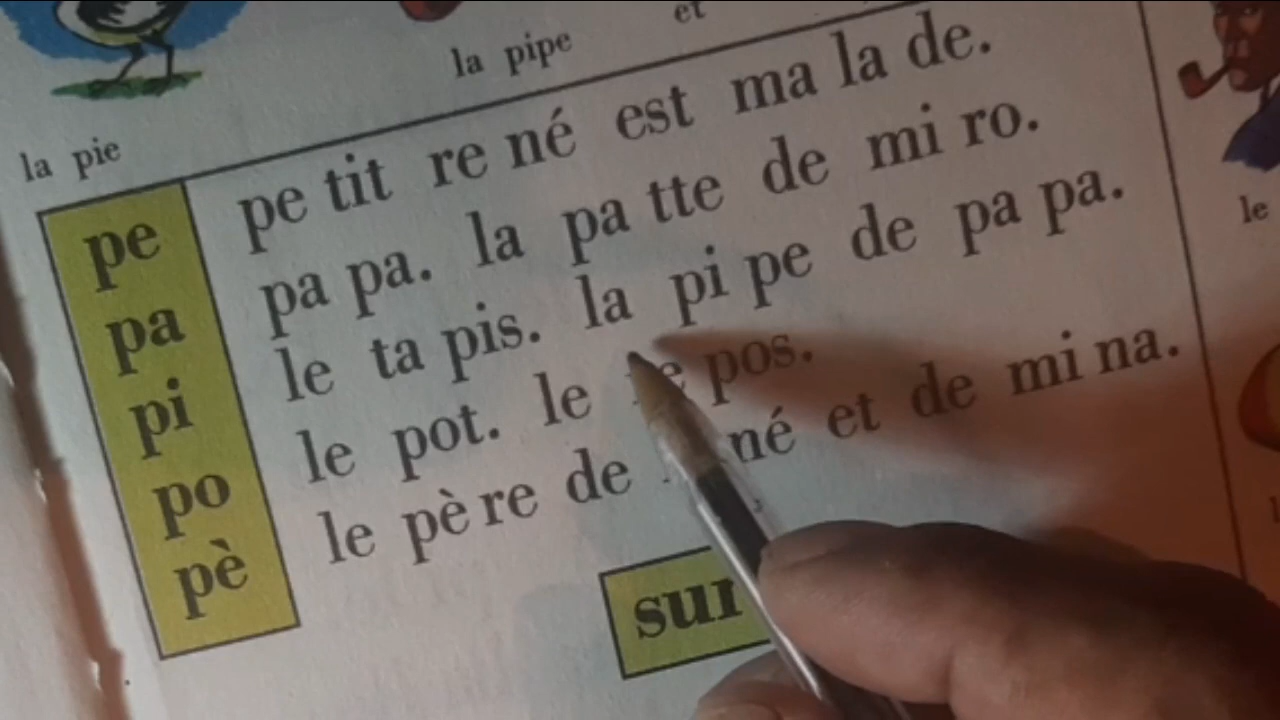 et
la pipe
la pie
pe tit re né est ma la de.
pa pa. la pa tte de mi ro.
le ta pis. la pi pe de pa pa.
le pot. le pos.
le pè re de né et de mi na.
pe
pa
pi
po
pè
sur
le